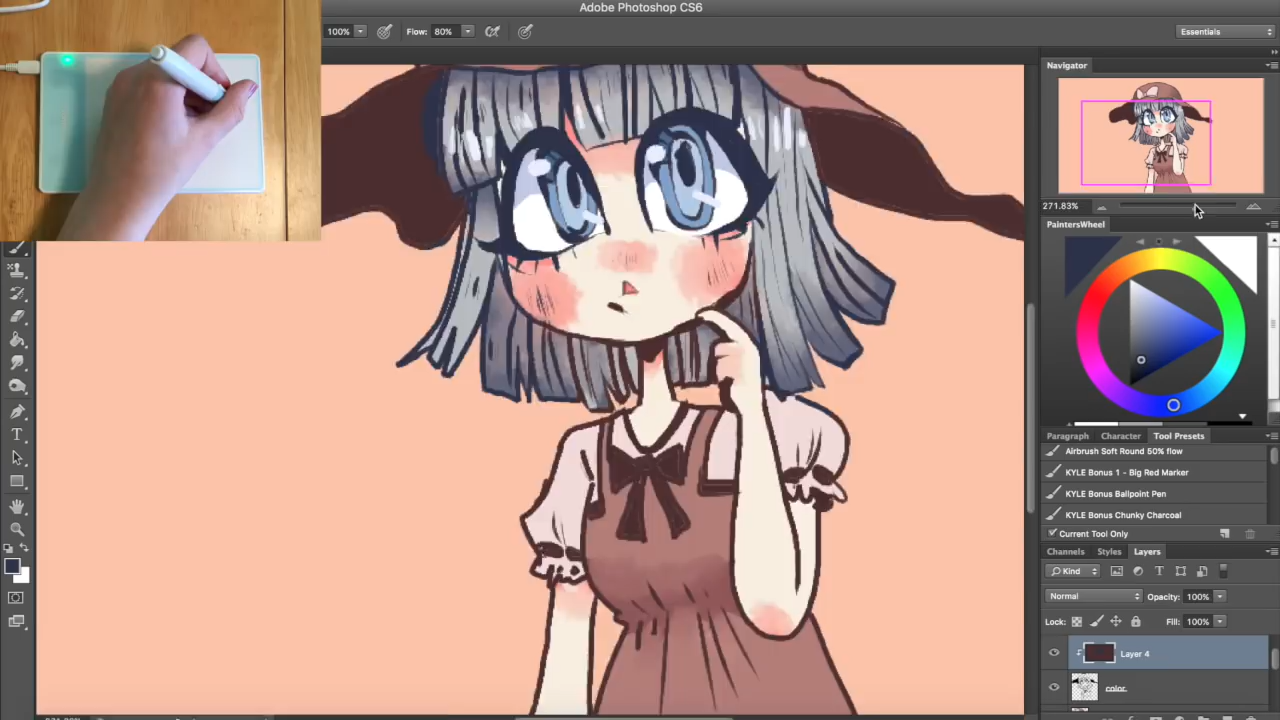 Adobe Photoshop CS6
100% Flow: 80% Essentials
Navigator
271.83%
PaintersWheel
Paragraph Character Tool Presets
Airbrush Soft Round 50% flow
KYLE Bonus 1 - Big Red Marker
KYLE Bonus Ballpoint Pen
KYLE Bonus Chunky Charcoal
Current Tool Only
Channels Styles Layers
Kind
Normal Opacity: 100%
Lock: Fill: 100%
Layer 4
color.